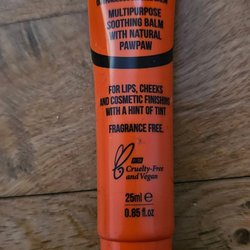 MULTIPURPOSE
SOOTHING BALM
WITH NATURAL
PAWPAW
FOR LIPS, CHEEKS
AND COSMETIC FINISHING
WITH A HINT OF TINT
FRAGRANCE FREE.
Cruelty-Free
and Vegan
25ml e
0.85 fl.oz